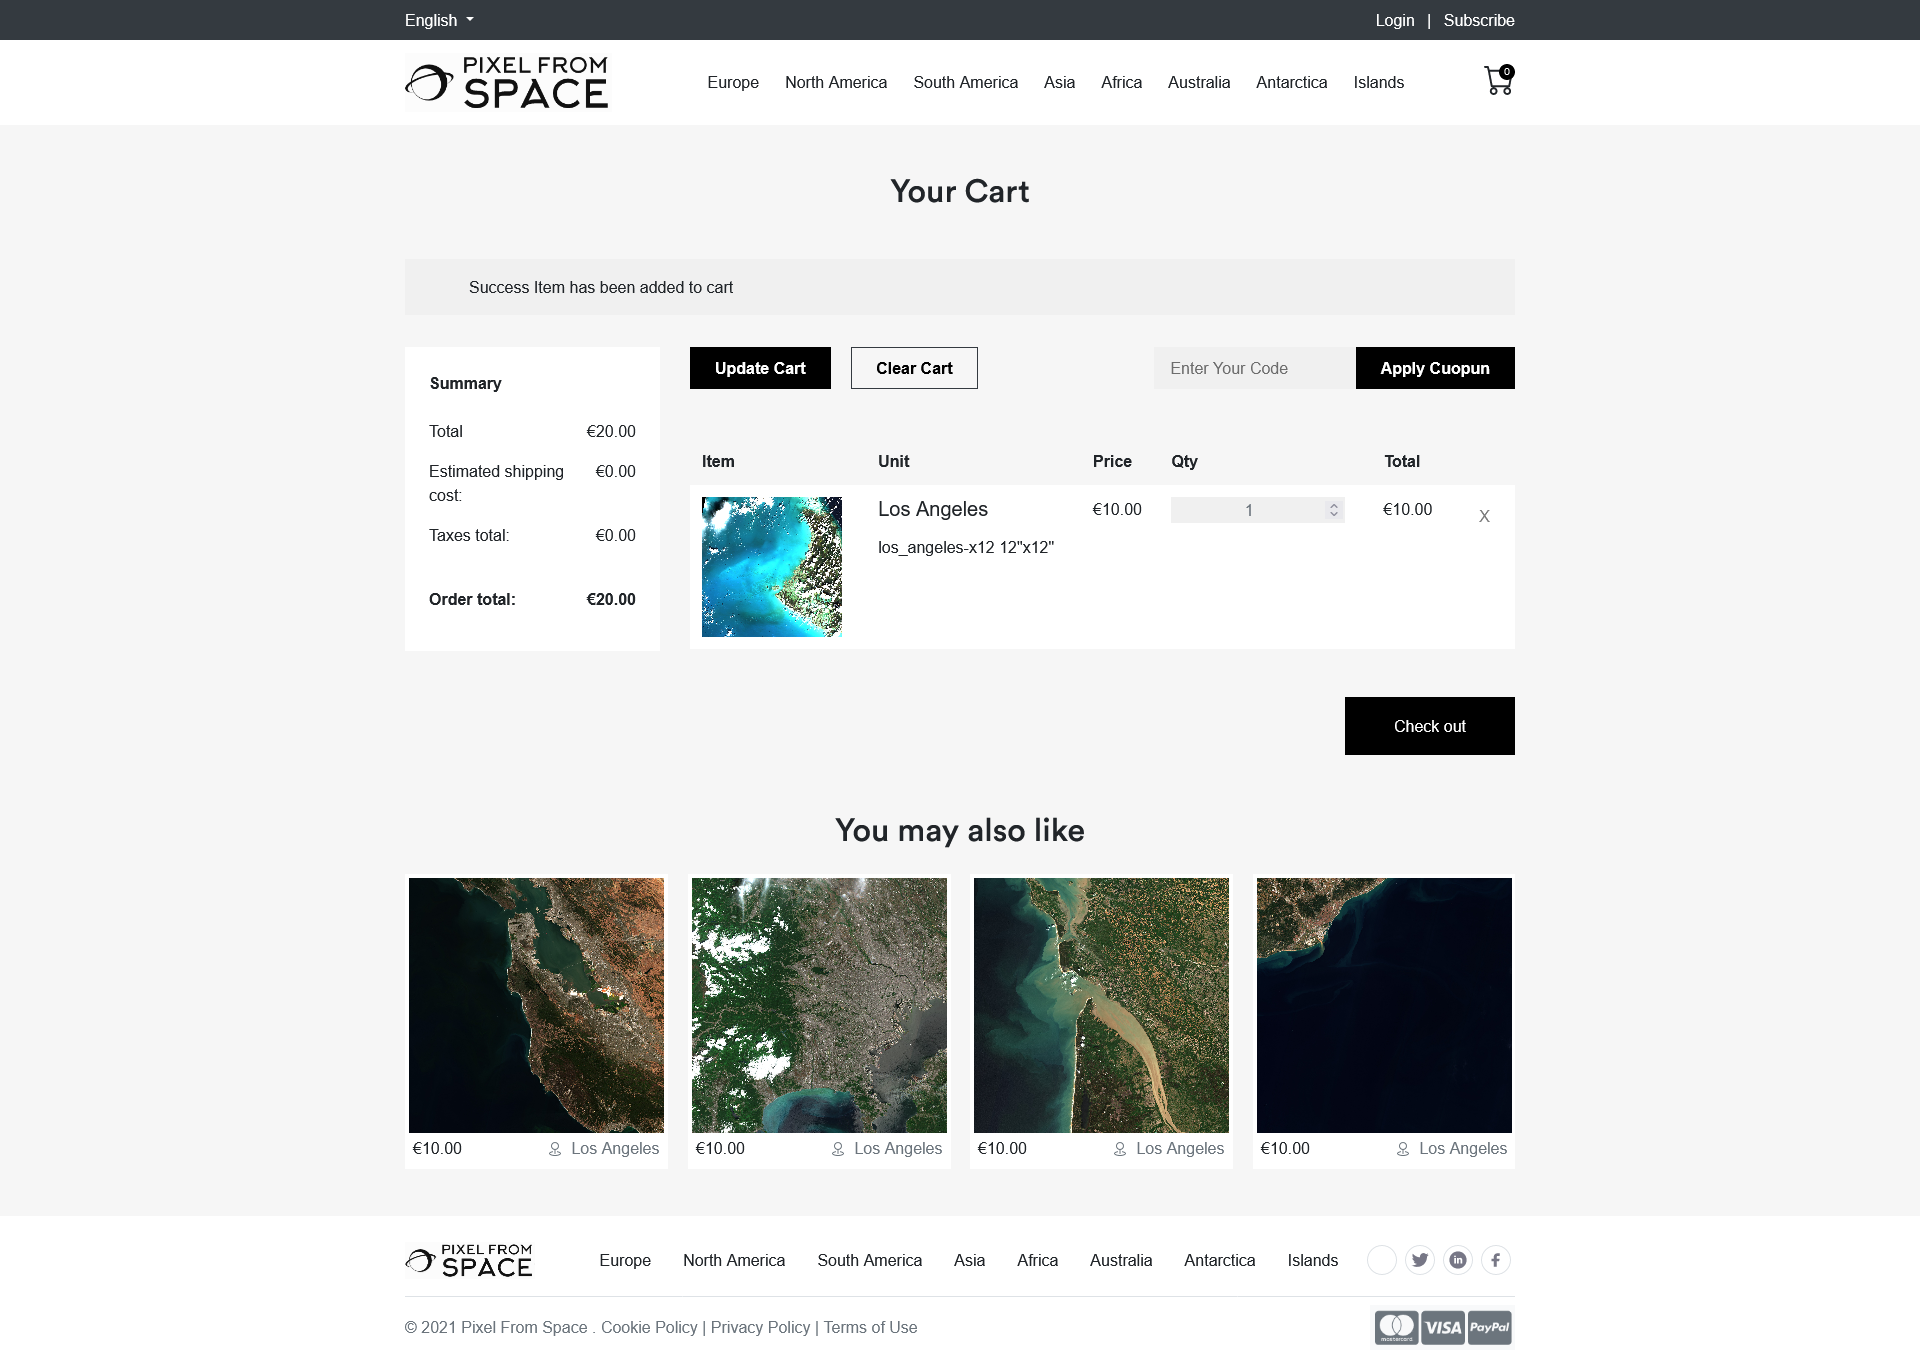 English
Login | Subscribe
PIXEL FROM
SPACE
Europe North America South America Asia Africa Australia Antarctica Islands
0
Your Cart
Success Item has been added to cart
Summary
Total €20.00
Estimated shipping cost: €0.00
Taxes total: €0.00
Order total: €20.00
Update Cart Clear Cart
Enter Your Code Apply Cuopun
Item Unit Price Qty Total
Los Angeles €10.00 1 €10.00 X
los_angeles-x12 12"x12"
Check out
You may also like
€10.00 Los Angeles
€10.00 Los Angeles
€10.00 Los Angeles
€10.00 Los Angeles
PIXEL FROM
SPACE
Europe North America South America Asia Africa Australia Antarctica Islands
in f
© 2021 Pixel From Space . Cookie Policy | Privacy Policy | Terms of Use
mastercard VISA PayPal